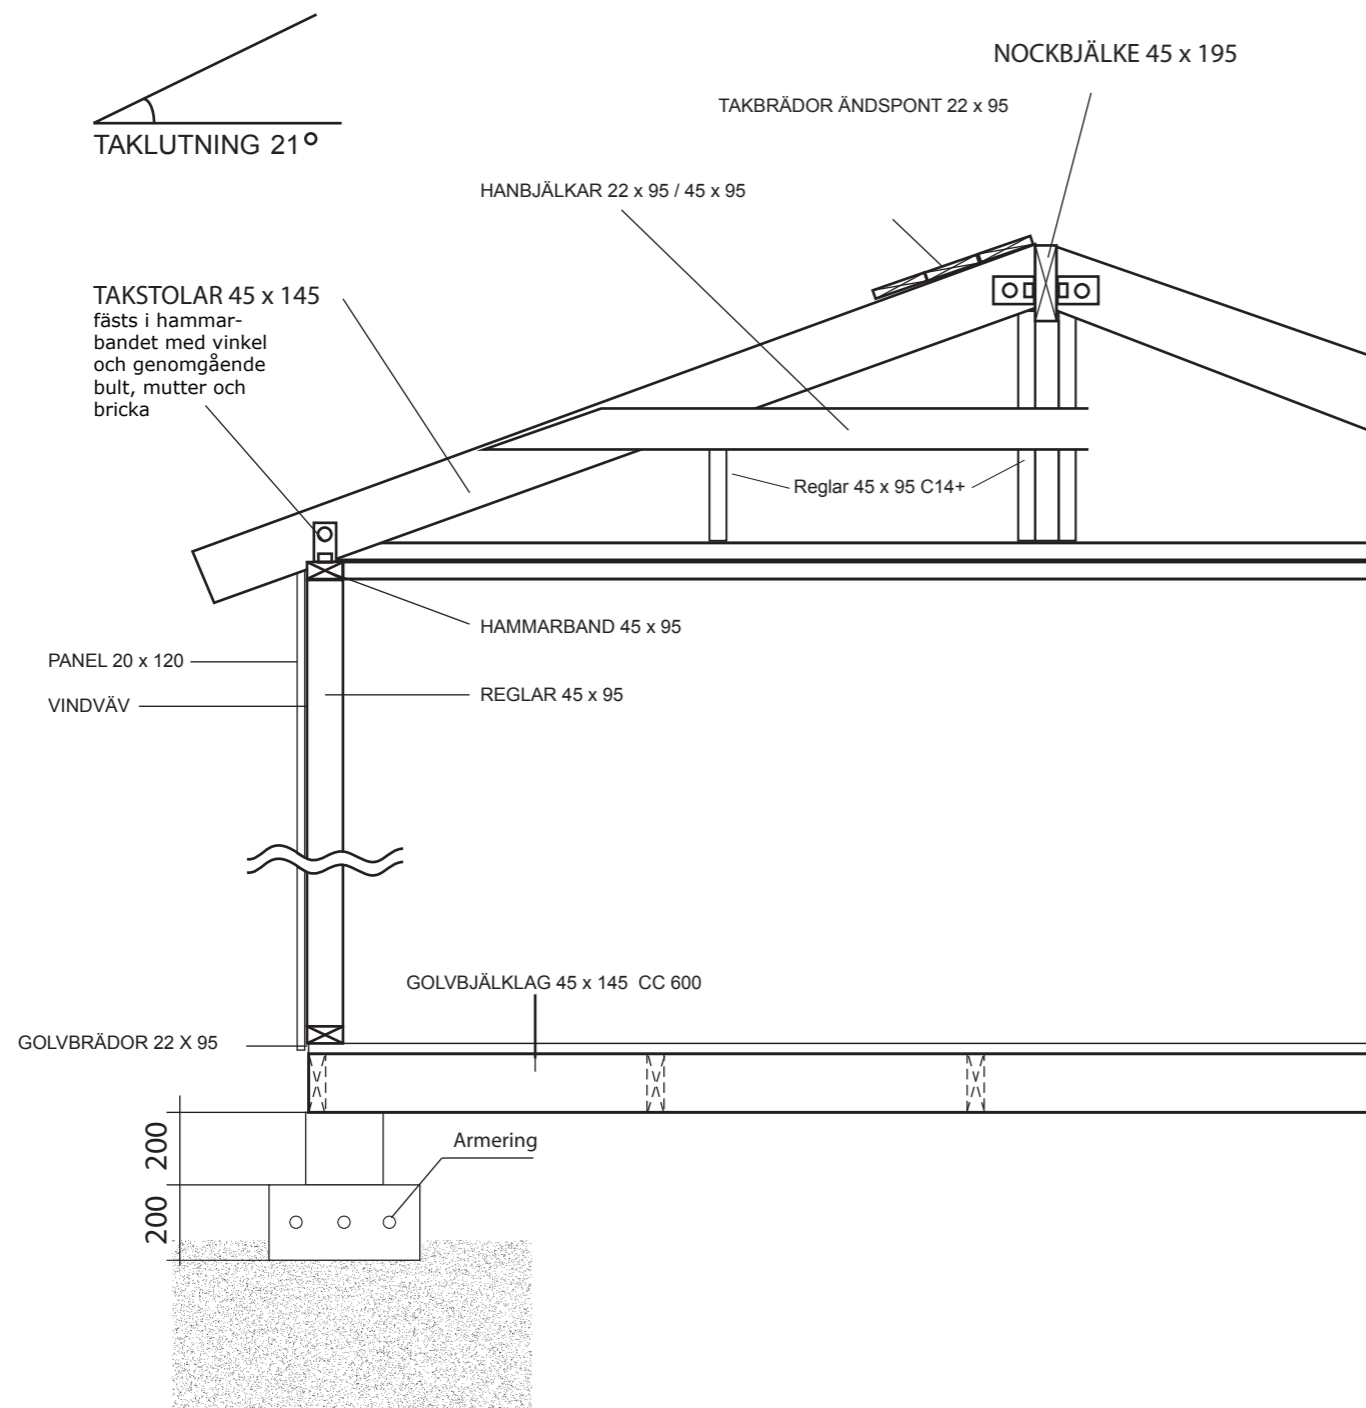 NOCKBJÄLKE 45 x 195
TAKBRÄDOR ÄNDSPONT 22 x 95
TAKLUTNING 21°
HANBJÄLKAR 22 x 95 / 45 x 95
TAKSTOLAR 45 x 145
fästs i hammar-
bandet med vinkel
och genomgående
bult, mutter och
bricka
Reglar 45 x 95 C14+
HAMMARBAND 45 x 95
PANEL 20 x 120
REGLAR 45 x 95
VINDVÄV
GOLVBJÄLKLAG 45 x 145 CC 600
GOLVBRÄDOR 22 X 95
200
Armering
200